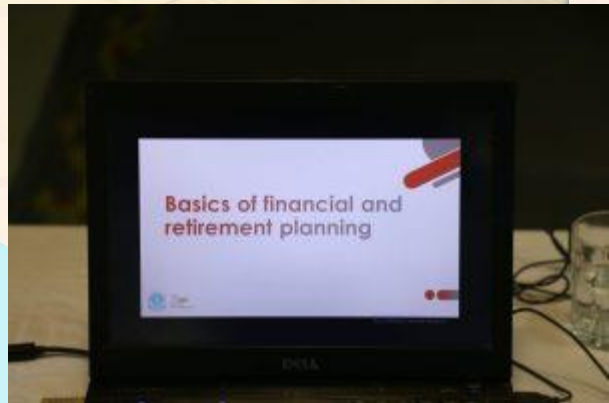 Basics of financial and
retirement planning
DELL